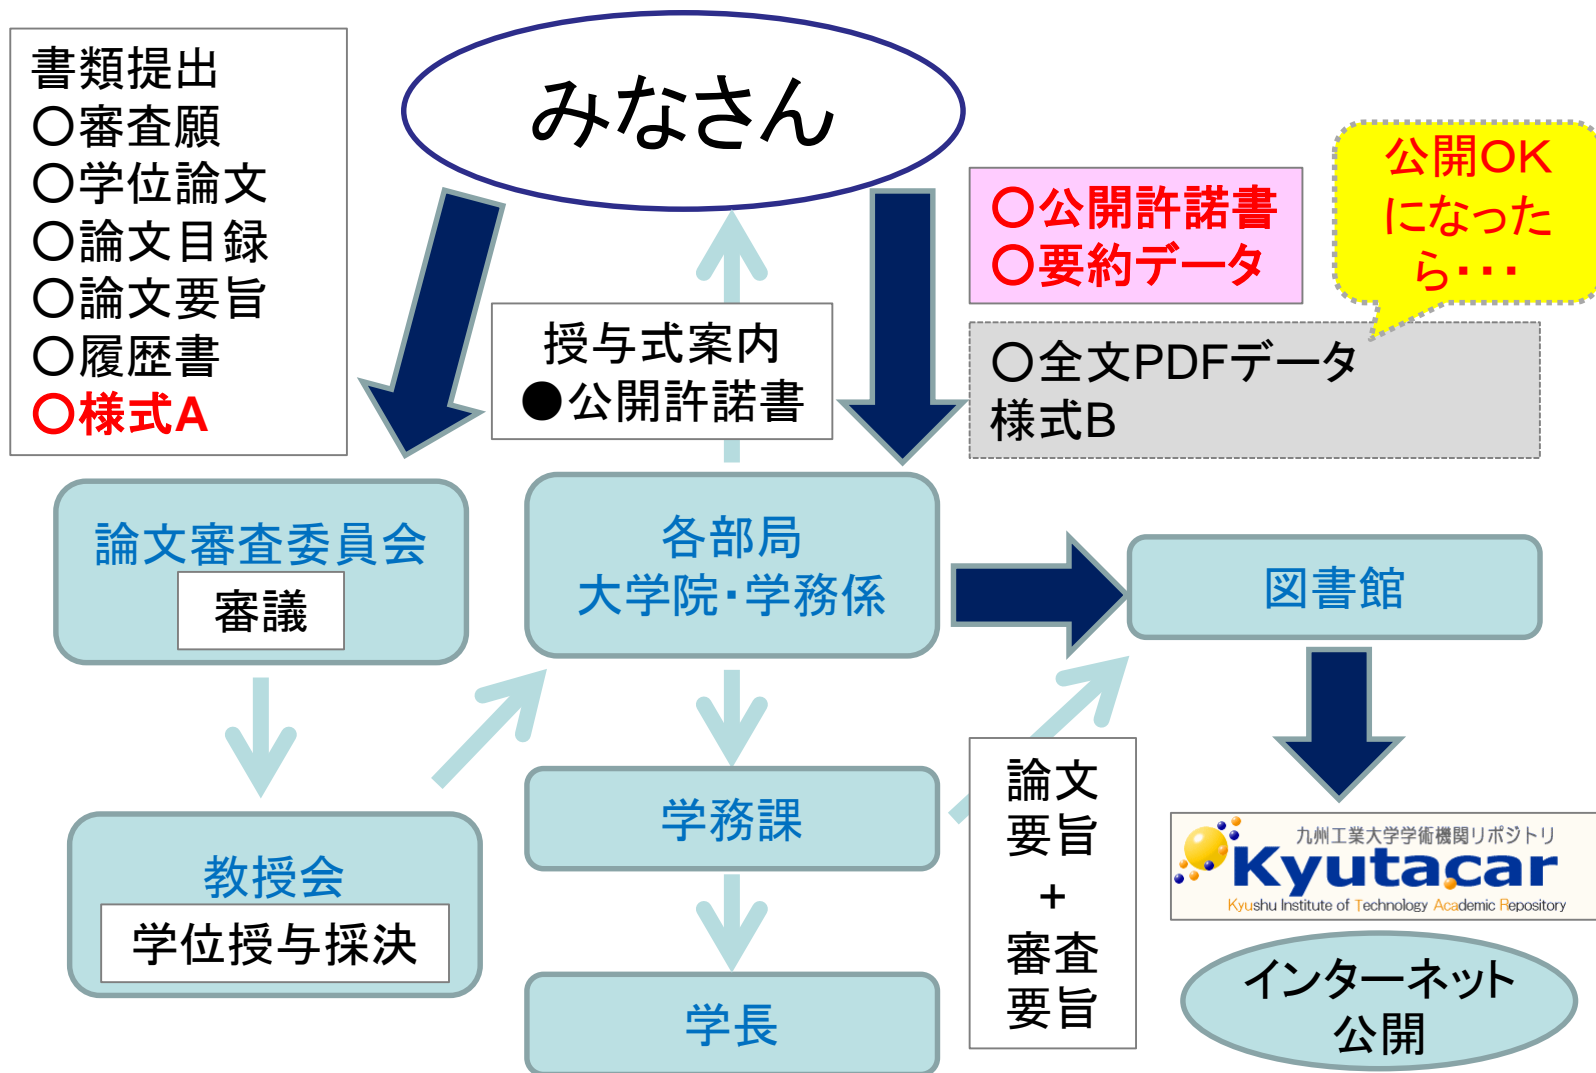 書類提出
○審査願
○学位論文
○論文目録
○論文要旨
○履歴書
○様式A
みなさん
公開OK
になった
ら・・・
○公開許諾書
○要約データ
○全文PDFデータ
様式B
授与式案内
●公開許諾書
論文審査委員会
審議
各部局
大学院・学務係
図書館
教授会
学位授与採決
学務課
学長
論文
要旨
+
審査
要旨
九州工業大学学術機関リポジトリ
Kyutacar
Kyushu Institute of Technology Academic Repository
インターネット
公開